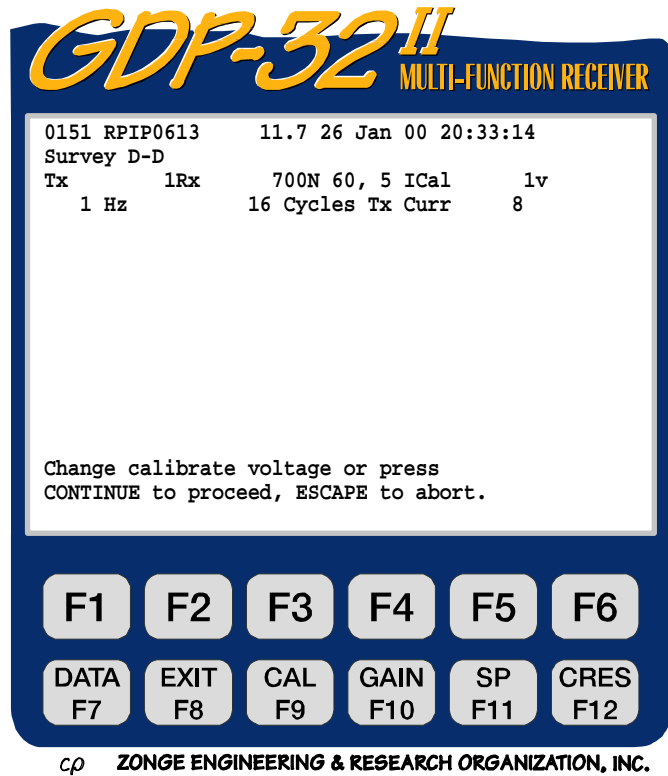 GDP-32 II
MULTI-FUNCTION RECEIVER
0151 RPIP0613 11.7 26 Jan 00 20:33:14
Survey D-D
Tx 1Rx 700N 60, 5 ICal 1v
1 Hz 16 Cycles Tx Curr 8
Change calibrate voltage or press
CONTINUE to proceed, ESCAPE to abort.
F1 F2 F3 F4 F5 F6
DATA EXIT CAL GAIN SP CRES
F7 F8 F9 F10 F11 F12
cρ ZONGE ENGINEERING & RESEARCH ORGANIZATION, INC.